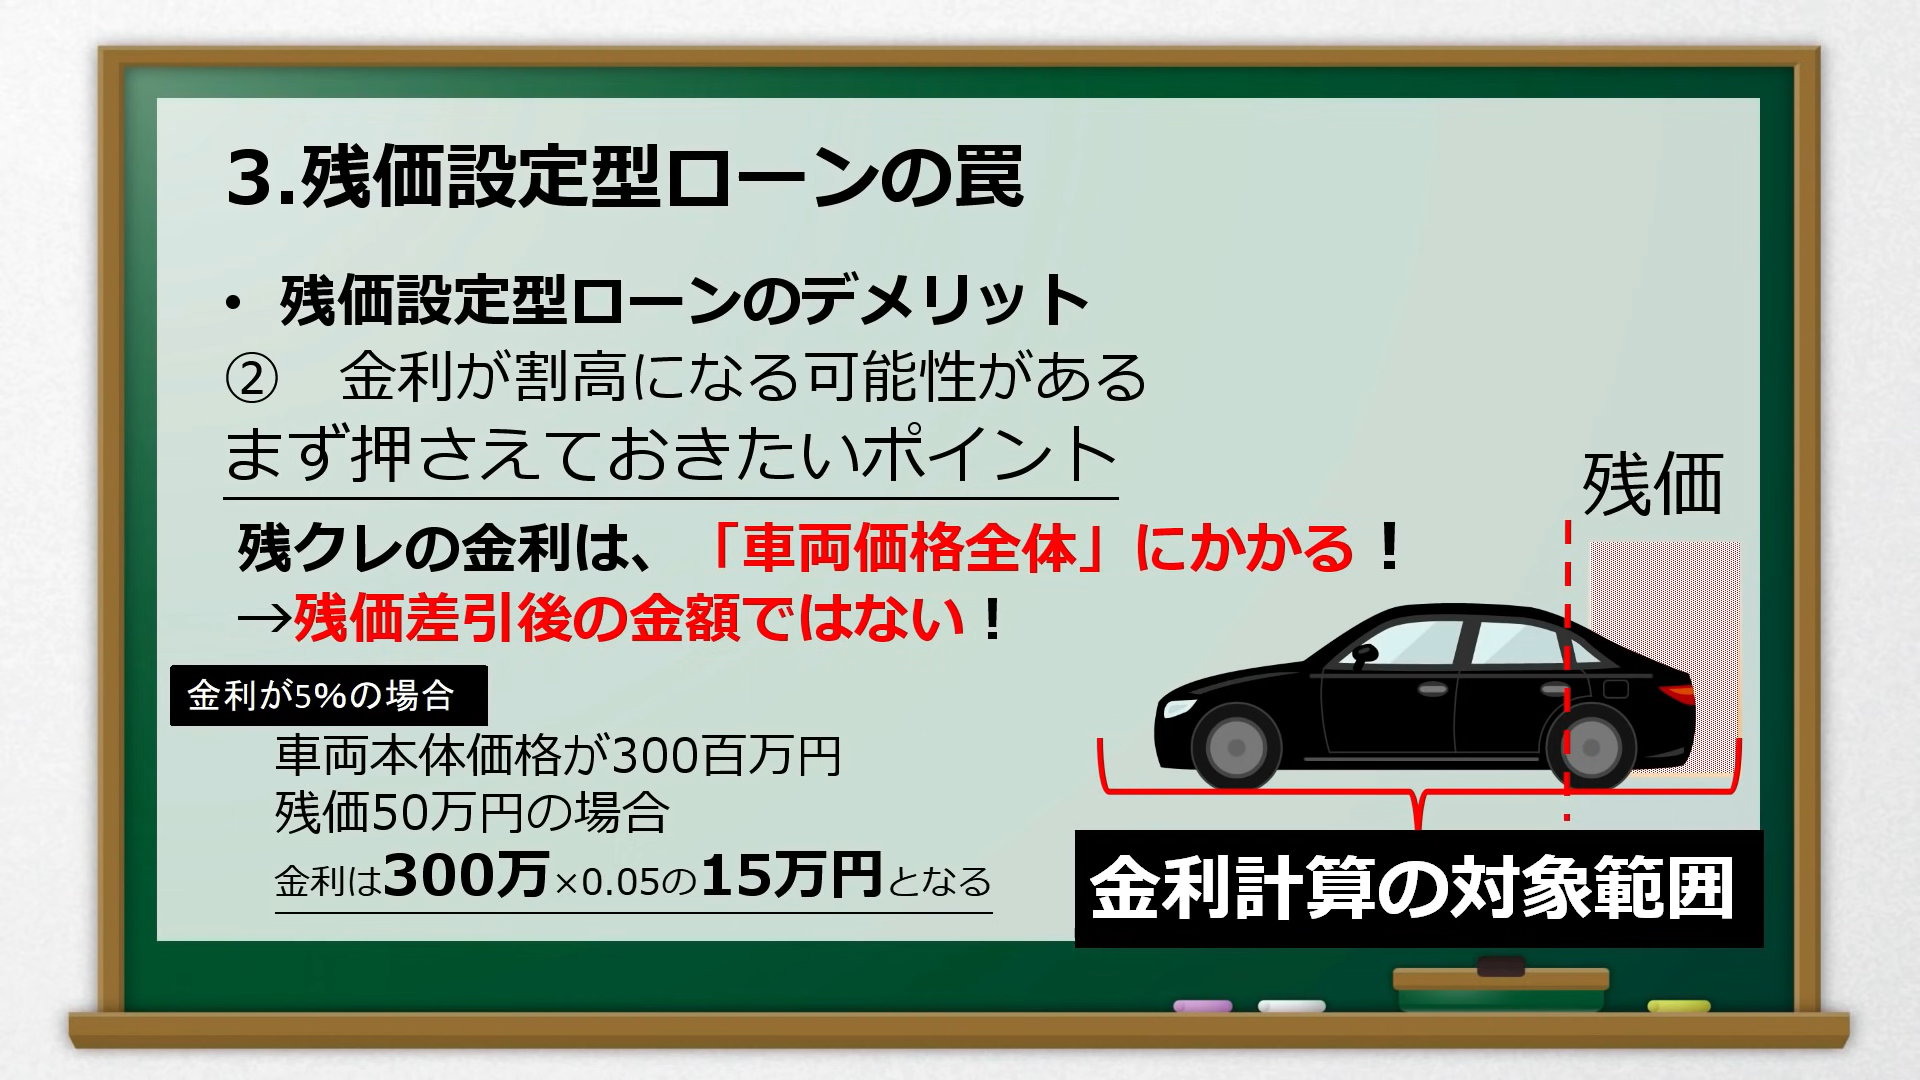 3.残価設定型ローンの罠
• 残価設定型ローンのデメリット
② 金利が割高になる可能性がある
まず押さえておきたいポイント
残クレの金利は、「車両価格全体」にかかる！
→残価差引後の金額ではない！
金利が5%の場合
車両本体価格が300百万円
残価50万円の場合
金利は300万×0.05の15万円となる
残価
金利計算の対象範囲